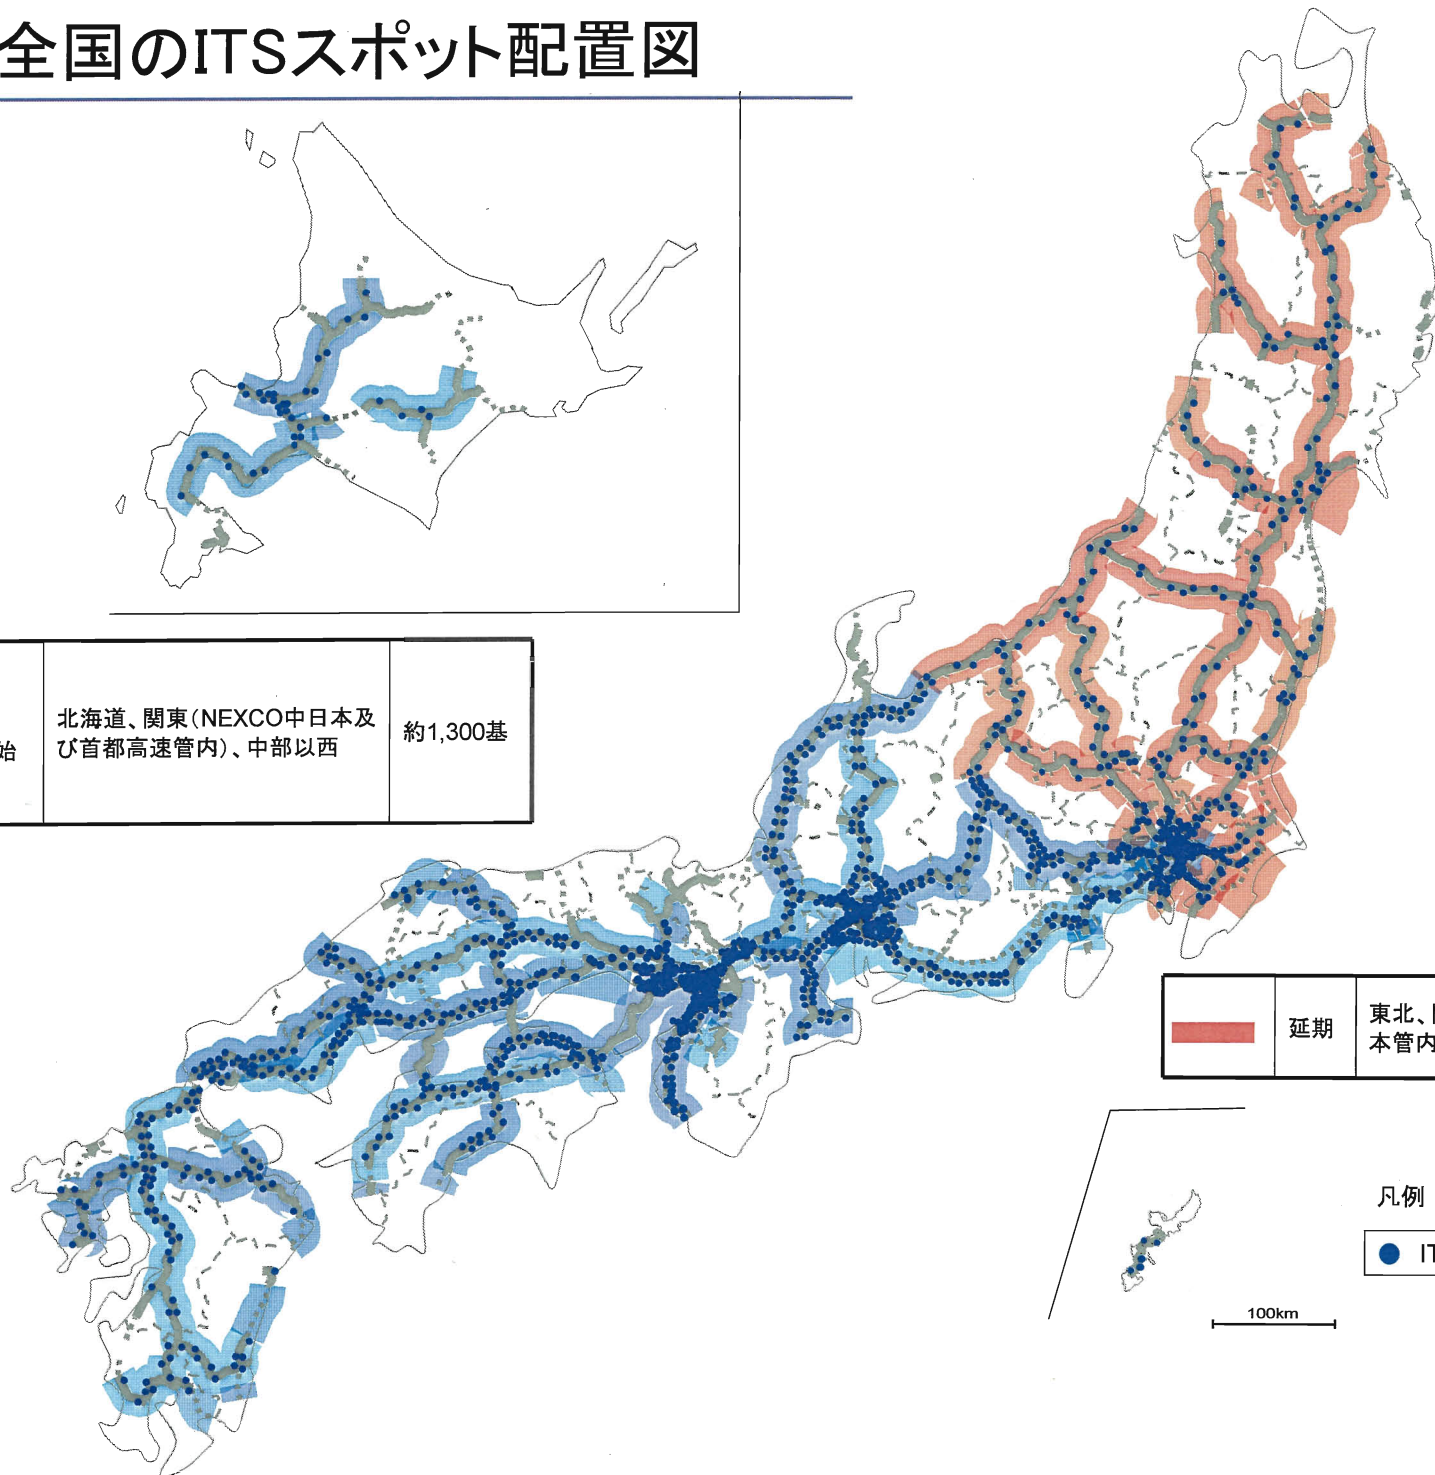 全国のITSスポット配置図
始
北海道、関東（NEXCO中日本及
び首都高速管内）、中部以西
約1,300基
延期
東北、
本管内
凡例
IT
100km